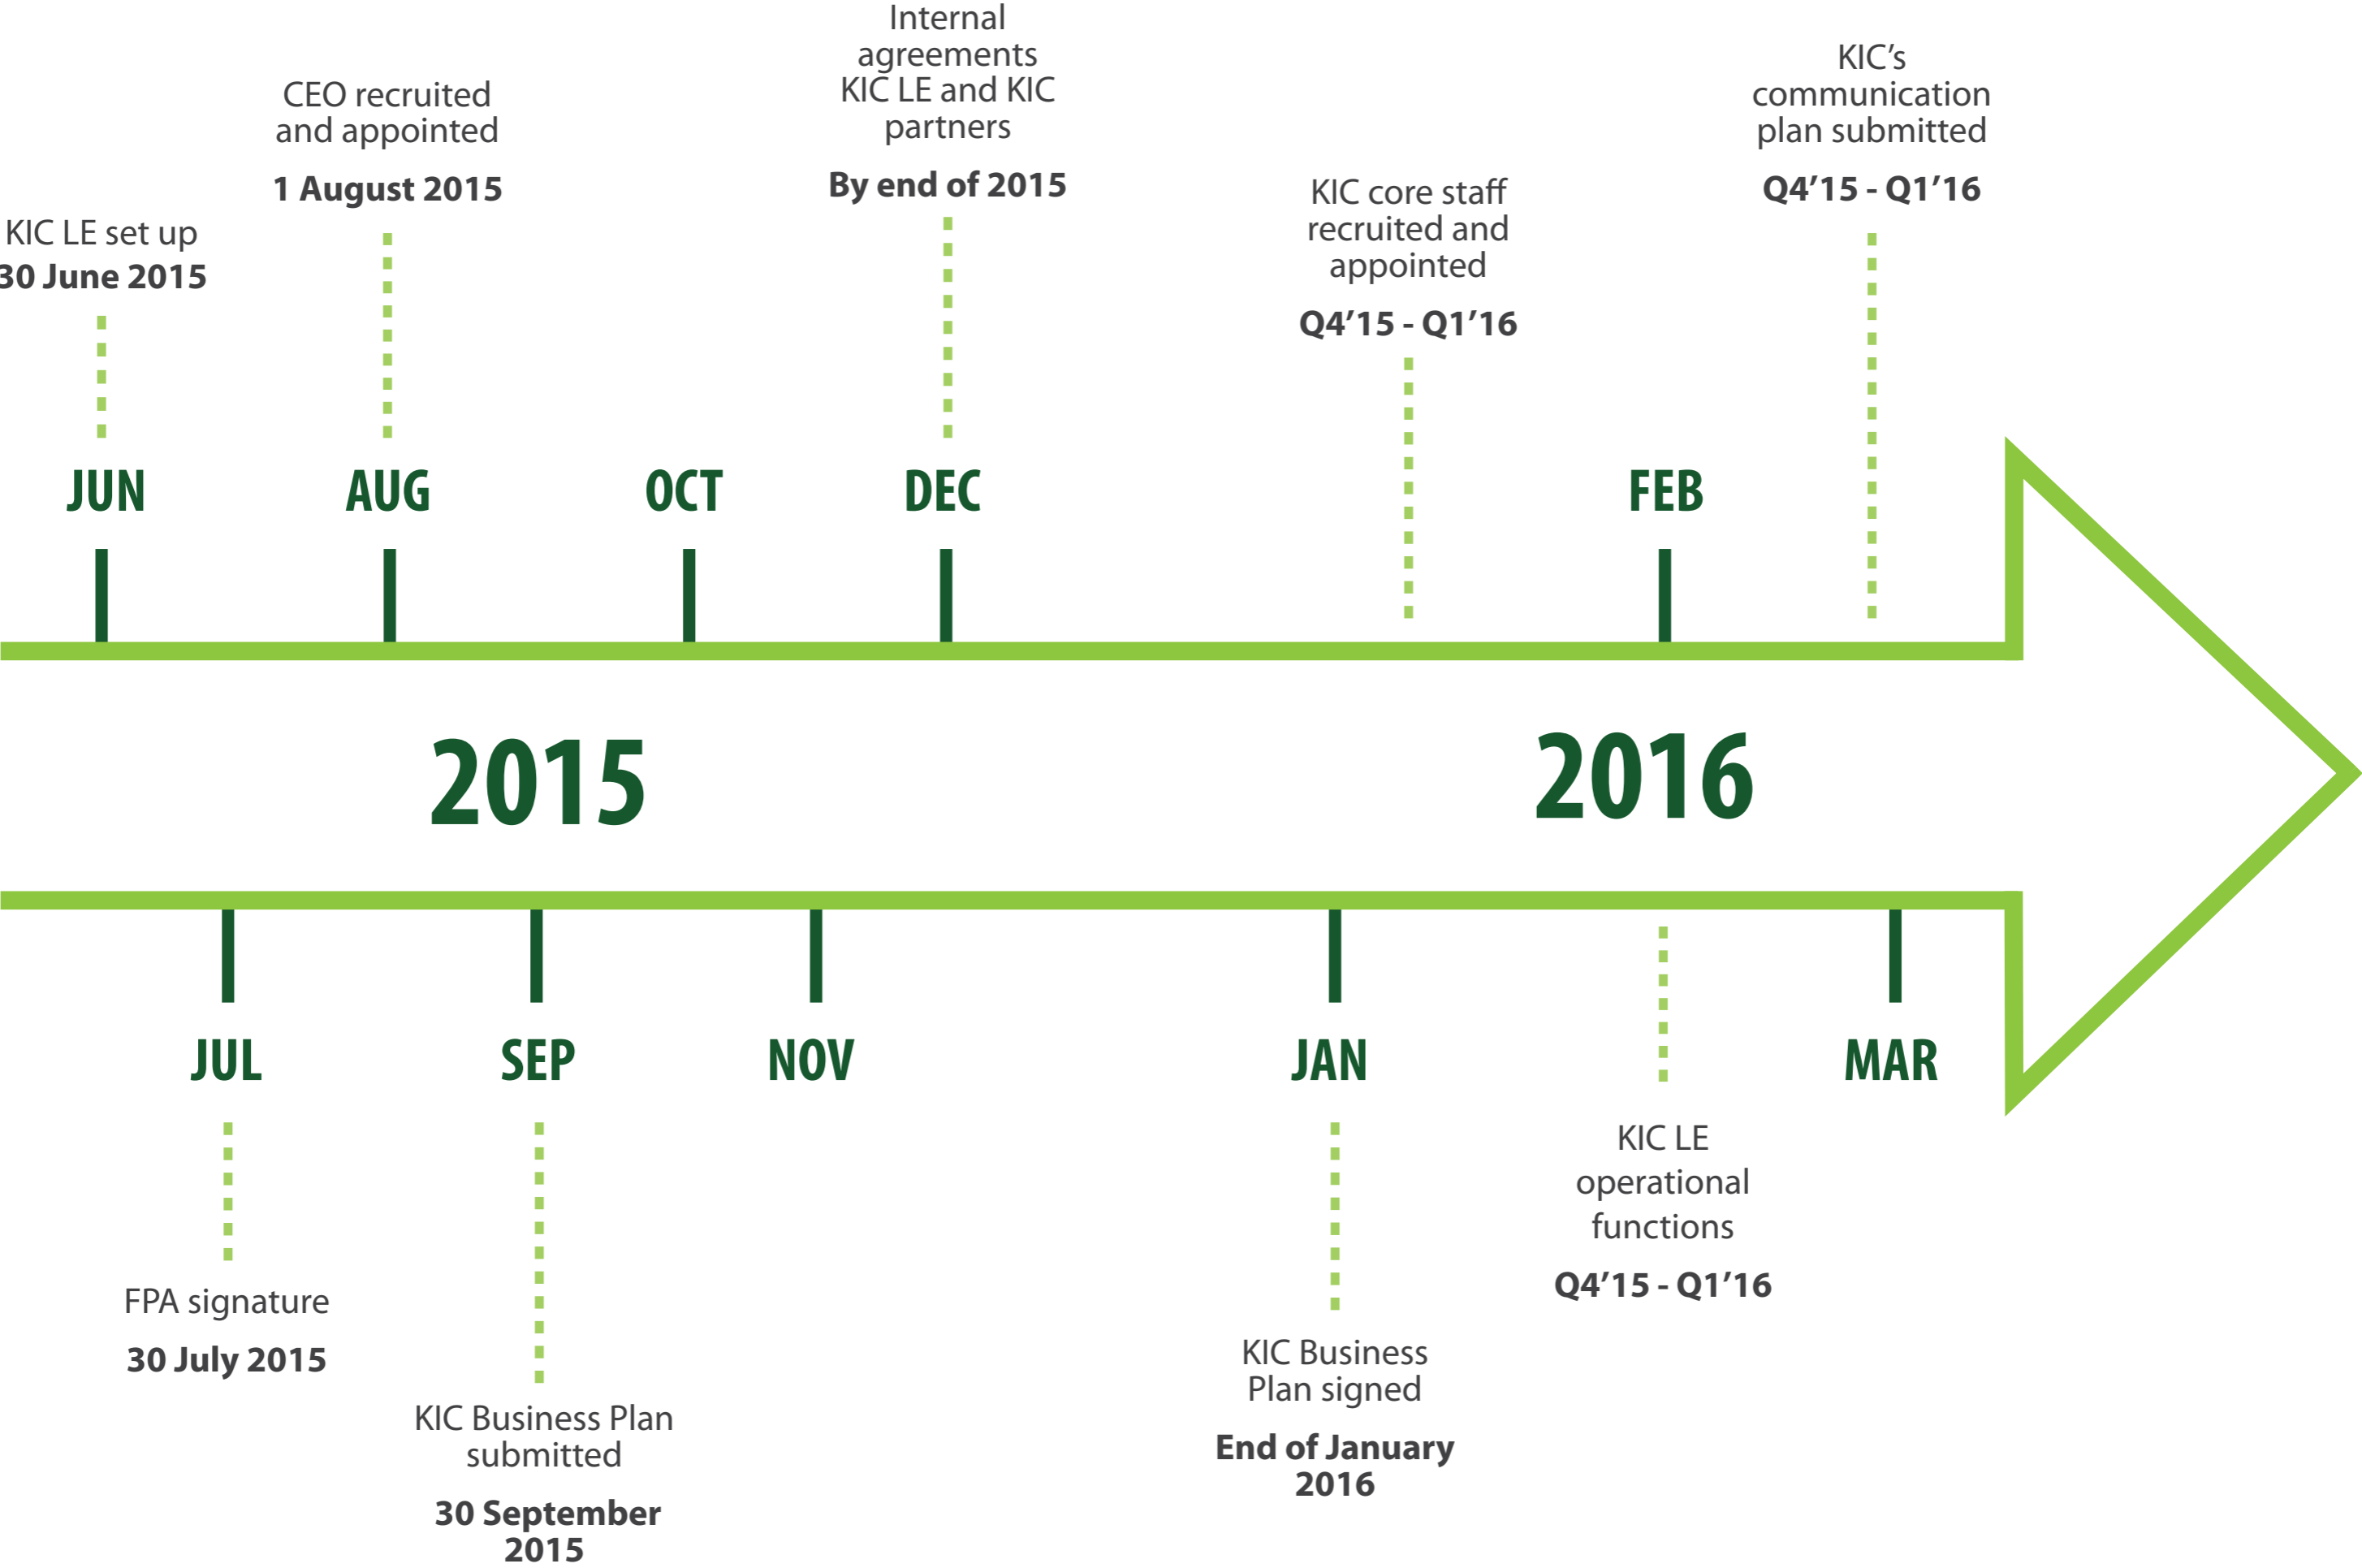 KIC LE set up
30 June 2015
CEO recruited
and appointed
1 August 2015
Internal
agreements
KIC LE and KIC
partners
By end of 2015
KIC core staff
recruited and
appointed
Q4’15 - Q1’16
KIC’s
communication
plan submitted
Q4’15 - Q1’16
JUN
AUG
OCT
DEC
FEB
2015
2016
JUL
SEP
NOV
JAN
MAR
FPA signature
30 July 2015
KIC Business Plan
submitted
30 September
2015
KIC Business
Plan signed
End of January
2016
KIC LE
operational
functions
Q4’15 - Q1’16